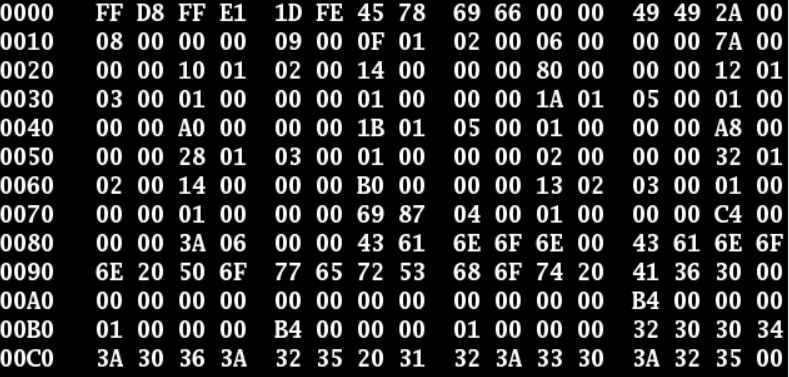 0000 FF D8 FF E1 1D FE 45 78 69 66 00 00 49 49 2A 00
0010 08 00 00 00 09 00 0F 01 02 00 06 00 00 00 7A 00
0020 00 00 10 01 02 00 14 00 00 00 80 00 00 00 12 01
0030 03 00 01 00 00 00 01 00 00 00 1A 01 05 00 01 00
0040 00 00 A0 00 00 00 1B 01 05 00 01 00 00 00 A8 00
0050 00 00 28 01 03 00 01 00 00 00 02 00 00 00 32 01
0060 02 00 14 00 00 00 B0 00 00 00 13 02 03 00 01 00
0070 00 00 01 00 00 00 69 87 04 00 01 00 00 00 C4 00
0080 00 00 3A 06 00 00 43 61 6E 6F 6E 00 43 61 6E 6F
0090 6E 20 50 6F 77 65 72 53 68 6F 74 20 41 36 30 00
00A0 00 00 00 00 00 00 00 00 00 00 00 00 B4 00 00 00
00B0 01 00 00 00 B4 00 00 00 01 00 00 00 32 30 30 34
00C0 3A 30 36 3A 32 35 20 31 32 3A 33 30 3A 32 35 00